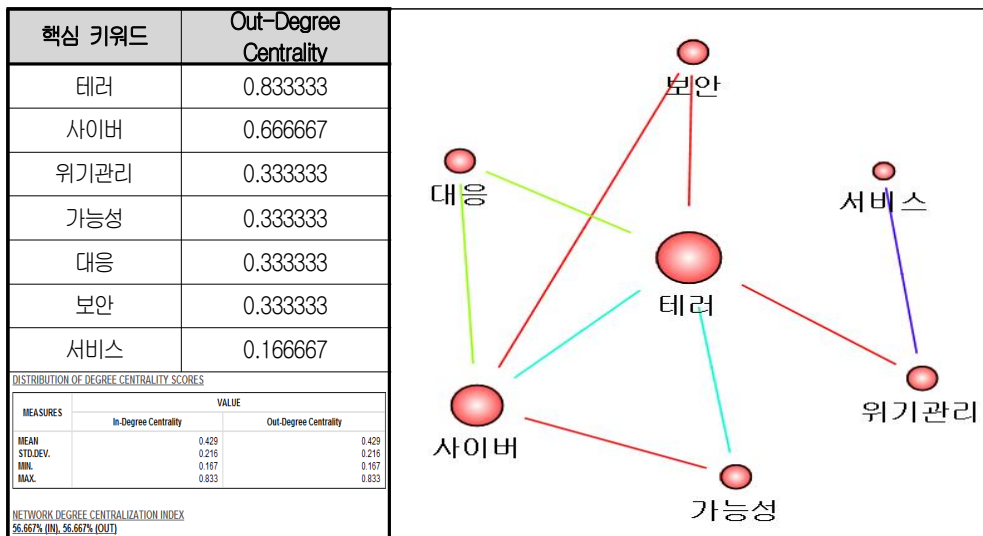 핵심 키워드 Out-Degree Centrality
테러 0.833333
사이버 0.666667
위기관리 0.333333
가능성 0.333333
대응 0.333333
보안 0.333333
서비스 0.166667
DISTRIBUTION OF DEGREE CENTRALITY SCORES
MEASURES VALUE
In-Degree Centrality Out-Degree Centrality
MEAN 0.429 0.429
STD.DEV. 0.216 0.216
MIN. 0.167 0.167
MAX. 0.833 0.833
NETWORK DEGREE CENTRALIZATION INDEX
56.667% (IN), 56.667% (OUT)
보안
대응
서비스
테러
위기관리
사이버
가능성